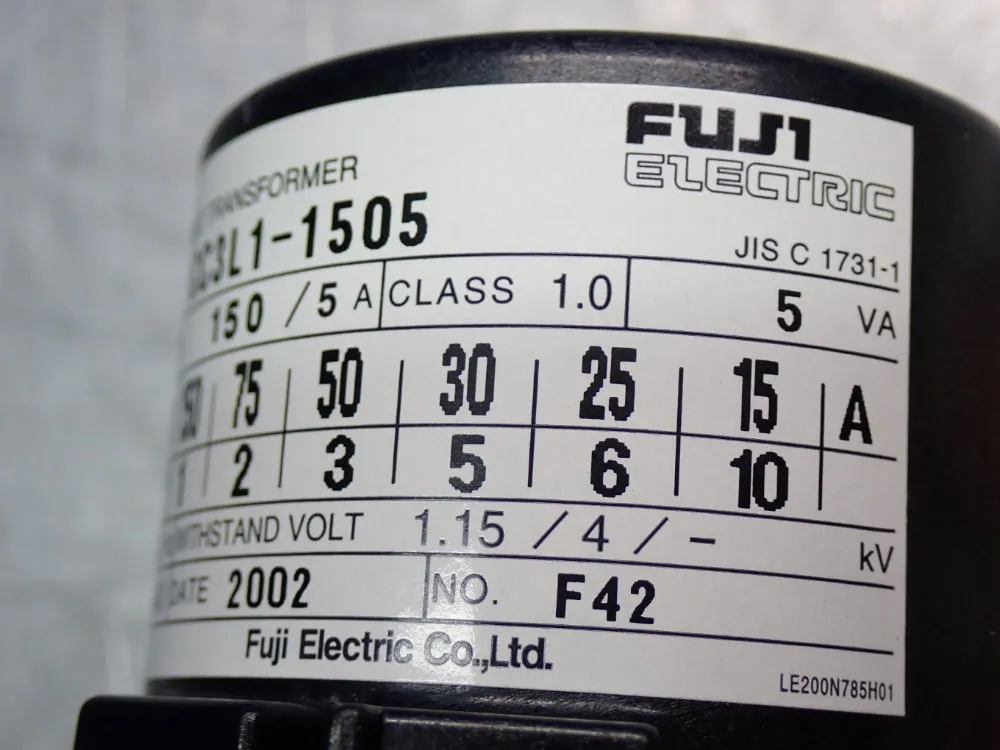 FUJI
ELECTRIC
TRANSFORMER
C3L1-1505
JIS C 1731-1
150 / 5 A CLASS 1.0 5 VA
50 75 50 30 25 15 A
1 2 3 5 6 10
WITHSTAND VOLT 1.15 / 4 / - kV
DATE 2002 NO. F42
Fuji Electric Co.,Ltd.
LE200N785H01